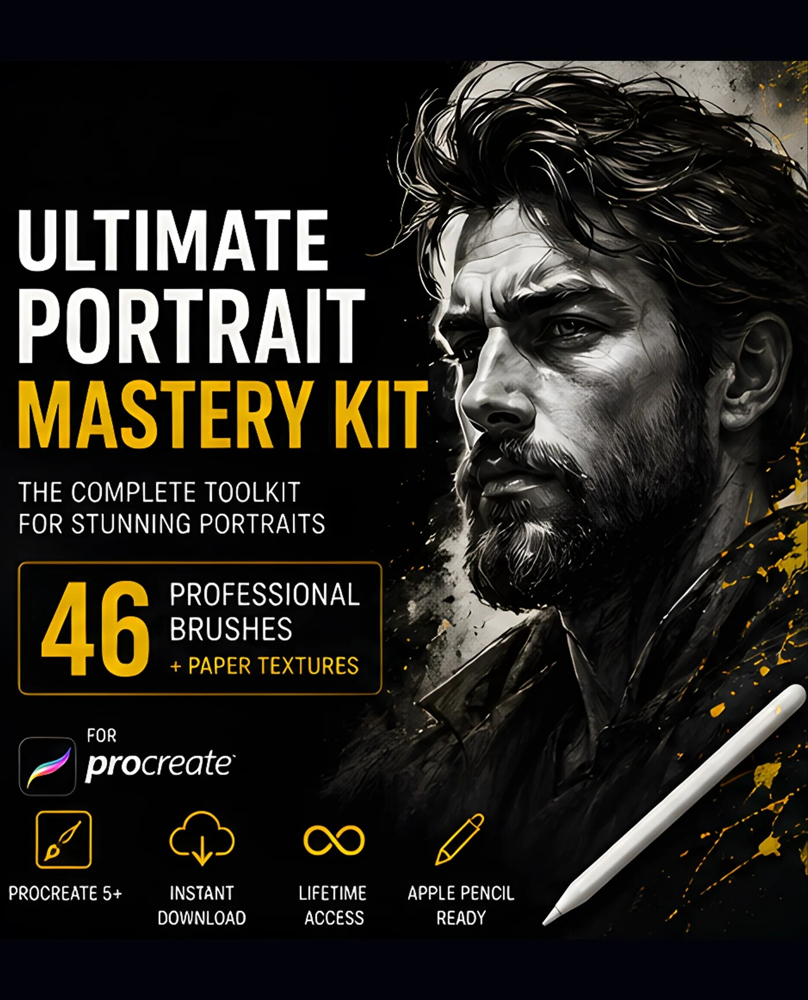 ULTIMATE
PORTRAIT
MASTERY KIT
THE COMPLETE TOOLKIT
FOR STUNNING PORTRAITS
46
PROFESSIONAL
BRUSHES
+ PAPER TEXTURES
FOR
procreate
PROCREATE 5+
INSTANT
DOWNLOAD
LIFETIME
ACCESS
APPLE PENCIL
READY